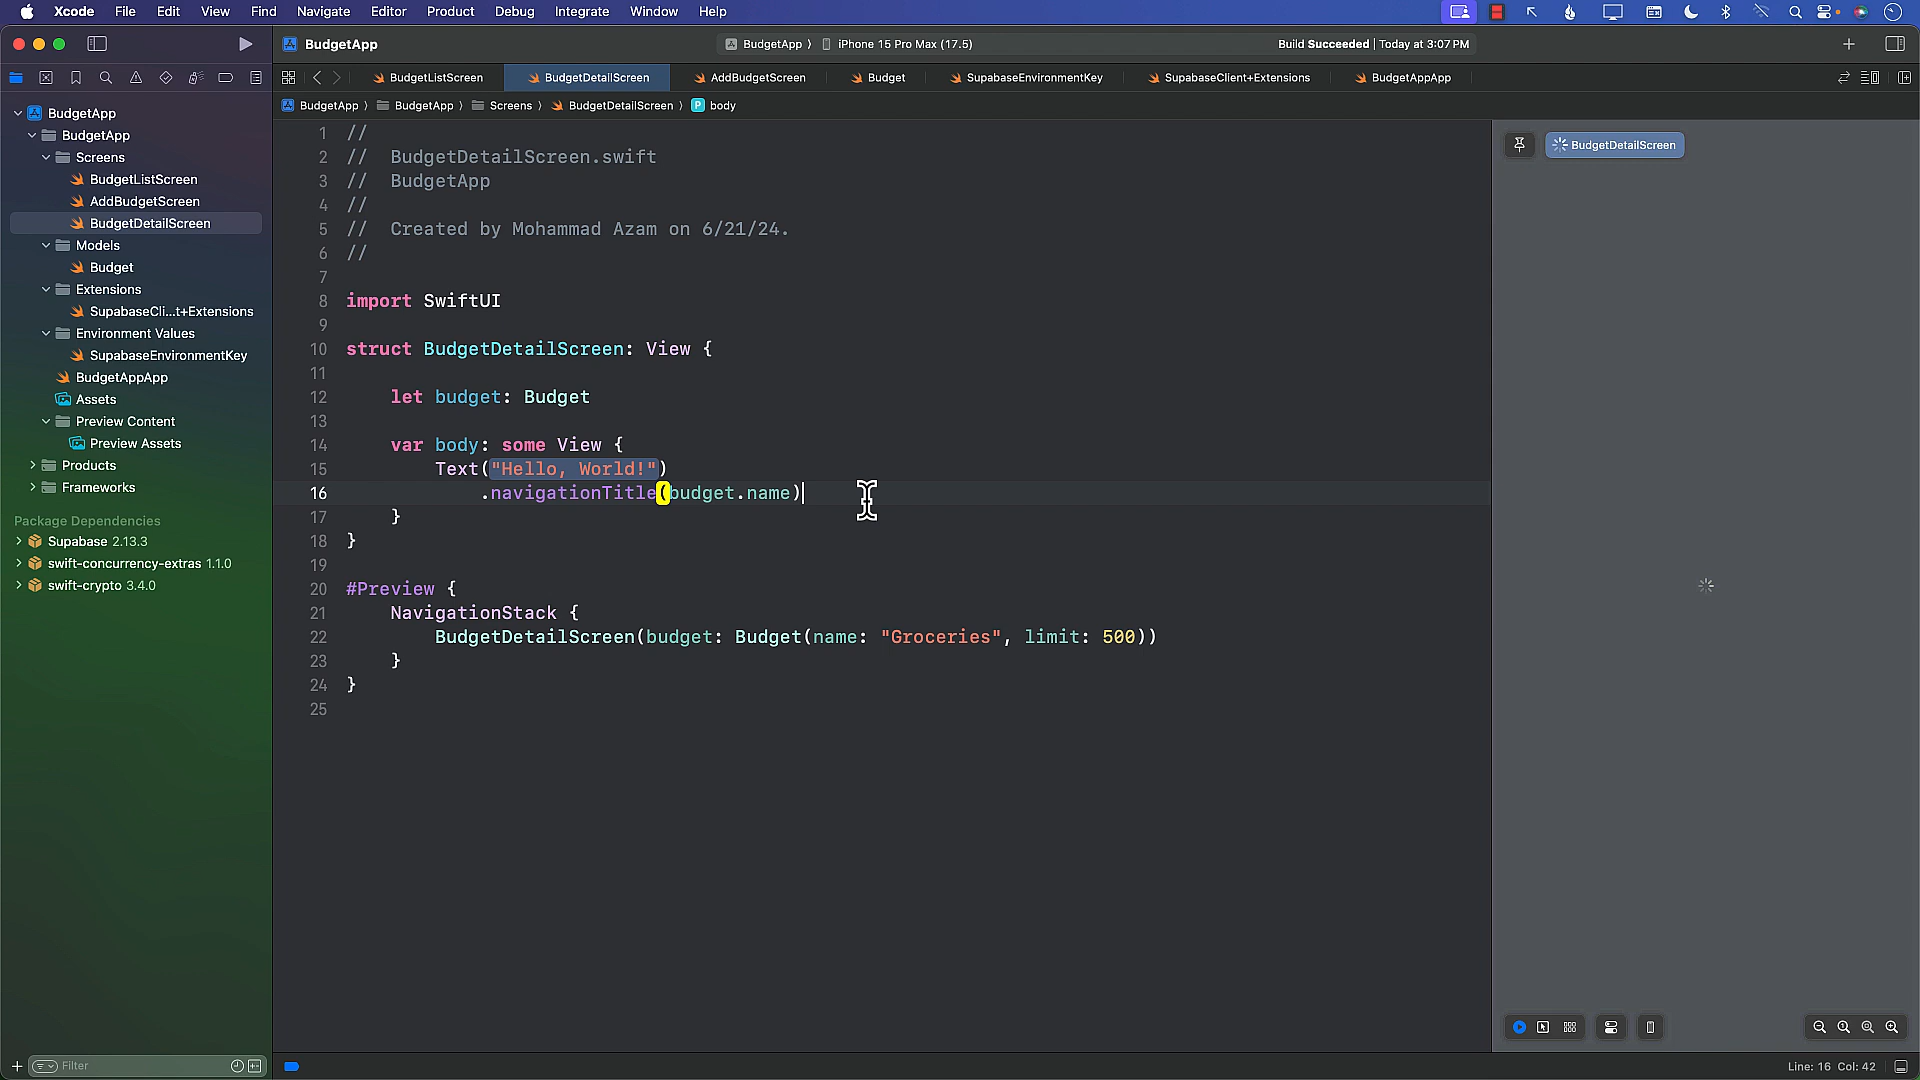 Xcode File Edit View Find Navigate Editor Product Debug Integrate Window Help
BudgetApp
BudgetApp 〉 iPhone 15 Pro Max (17.5)
Build Succeeded | Today at 3:07 PM
BudgetListScreen BudgetDetailScreen AddBudgetScreen Budget SupabaseEnvironmentKey SupabaseClient+Extensions BudgetAppApp
BudgetApp 〉 BudgetApp 〉 Screens 〉 BudgetDetailScreen 〉 P body
BudgetApp
BudgetApp
Screens
BudgetListScreen
AddBudgetScreen
BudgetDetailScreen
Models
Budget
Extensions
SupabaseCli...t+Extensions
Environment Values
SupabaseEnvironmentKey
BudgetAppApp
Assets
Preview Content
Preview Assets
Products
Frameworks
Package Dependencies
Supabase 2.13.3
swift-concurrency-extras 1.1.0
swift-crypto 3.4.0
Filter
1 //
2 //  BudgetDetailScreen.swift
3 //  BudgetApp
4 //
5 //  Created by Mohammad Azam on 6/21/24.
6 //
7
8 import SwiftUI
9
10 struct BudgetDetailScreen: View {
11
12     let budget: Budget
13
14     var body: some View {
15         Text("Hello, World!")
16             .navigationTitle(budget.name)
17     }
18 }
19
20 #Preview {
21     NavigationStack {
22         BudgetDetailScreen(budget: Budget(name: "Groceries", limit: 500))
23     }
24 }
25
BudgetDetailScreen
Line: 16 Col: 42